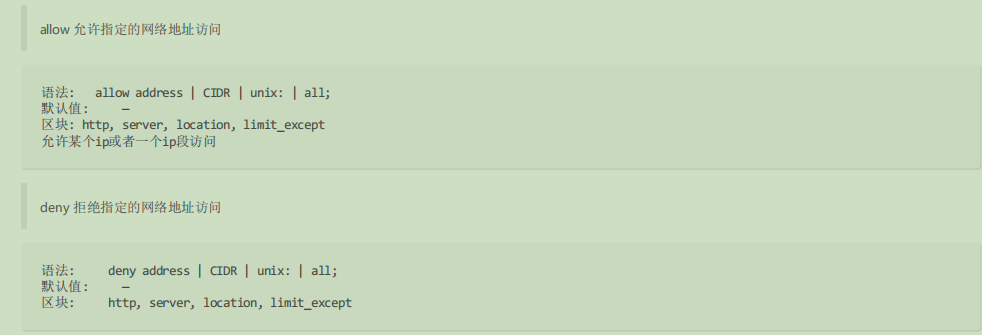 allow 允许指定的网络地址访问
语法:   allow address | CIDR | unix: | all;
默认值:     —
区块: http, server, location, limit_except
允许某个ip或者一个ip段访问
deny 拒绝指定的网络地址访问
语法:     deny address | CIDR | unix: | all;
默认值:     —
区块:     http, server, location, limit_except